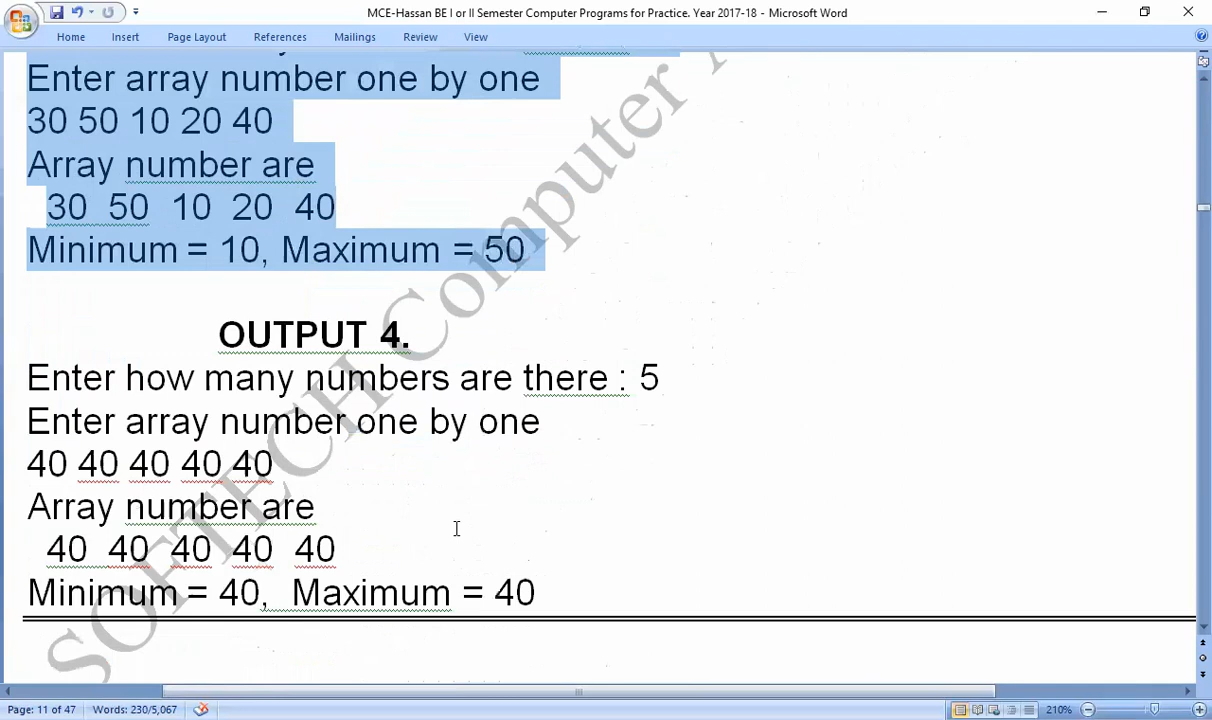 MCE-Hassan BE I or II Semester Computer Programs for Practice. Year 2017-18 - Microsoft Word
Home Insert Page Layout References Mailings Review View
Enter array number one by one
30 50 10 20 40
Array number are
30 50 10 20 40
Minimum = 10, Maximum = 50
OUTPUT 4.
Enter how many numbers are there : 5
Enter array number one by one
40 40 40 40 40
Array number are
40 40 40 40 40
Minimum = 40, Maximum = 40
SOFTECH Computer
Page: 11 of 47 Words: 230/5,067 210%